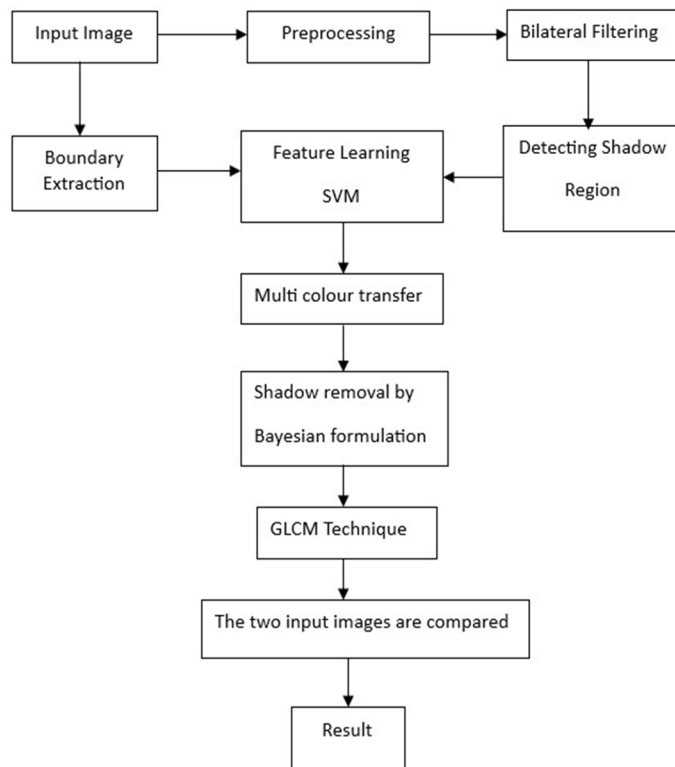 Input Image
Preprocessing
Bilateral Filtering
Boundary
Extraction
Feature Learning
SVM
Detecting Shadow
Region
Multi colour transfer
Shadow removal by
Bayesian formulation
GLCM Technique
The two input images are compared
Result